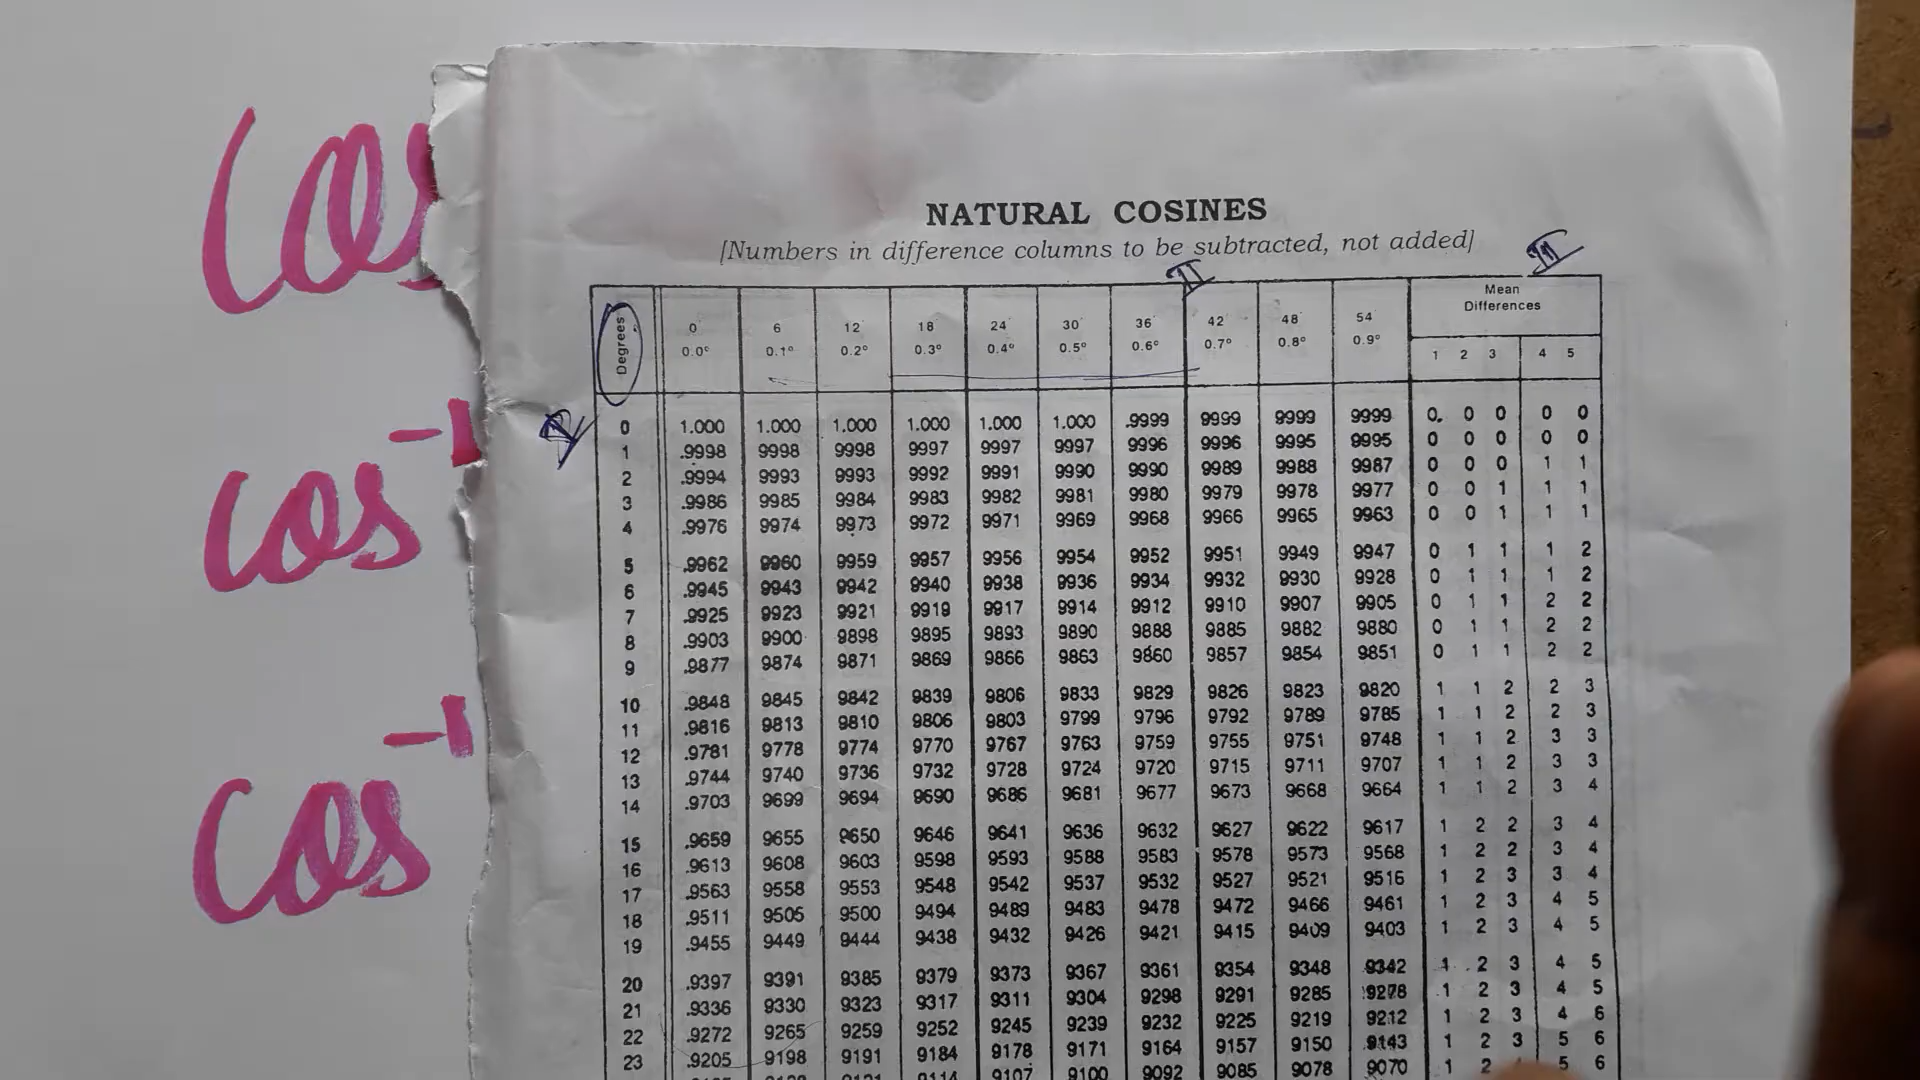 cos
cos -1
cos -1
NATURAL COSINES
[Numbers in difference columns to be subtracted, not added]
I II III
Degrees 0' 6' 12' 18' 24' 30' 36' 42' 48' 54' Mean Differences
0.0° 0.1° 0.2° 0.3° 0.4° 0.5° 0.6° 0.7° 0.8° 0.9° 1 2 3 4 5
0 1.000 1.000 1.000 1.000 1.000 1.000 .9999 9999 9999 9999 0. 0 0 0 0
1 .9998 9998 9998 9997 9997 9997 9996 9996 9995 9995 0 0 0 0 0
2 .9994 9993 9993 9992 9991 9990 9990 9989 9988 9987 0 0 0 1 1
3 .9986 9985 9984 9983 9982 9981 9980 9979 9978 9977 0 0 1 1 1
4 .9976 9974 9973 9972 9971 9969 9968 9966 9965 9963 0 0 1 1 1
5 .9962 9960 9959 9957 9956 9954 9952 9951 9949 9947 0 1 1 1 2
6 .9945 9943 9942 9940 9938 9936 9934 9932 9930 9928 0 1 1 1 2
7 .9925 9923 9921 9919 9917 9914 9912 9910 9907 9905 0 1 1 2 2
8 .9903 9900 9898 9895 9893 9890 9888 9885 9882 9880 0 1 1 2 2
9 .9877 9874 9871 9869 9866 9863 9860 9857 9854 9851 0 1 1 2 2
10 .9848 9845 9842 9839 9806 9833 9829 9826 9823 9820 1 1 2 2 3
11 .9816 9813 9810 9806 9803 9799 9796 9792 9789 9785 1 1 2 2 3
12 .9781 9778 9774 9770 9767 9763 9759 9755 9751 9748 1 1 2 3 3
13 .9744 9740 9736 9732 9728 9724 9720 9715 9711 9707 1 1 2 3 3
14 .9703 9699 9694 9690 9686 9681 9677 9673 9668 9664 1 1 2 3 4
15 .9659 9655 9650 9646 9641 9636 9632 9627 9622 9617 1 2 2 3 4
16 .9613 9608 9603 9598 9593 9588 9583 9578 9573 9568 1 2 2 3 4
17 .9563 9558 9553 9548 9542 9537 9532 9527 9521 9516 1 2 3 3 4
18 .9511 9505 9500 9494 9489 9483 9478 9472 9466 9461 1 2 3 4 5
19 .9455 9449 9444 9438 9432 9426 9421 9415 9409 9403 1 2 3 4 5
20 .9397 9391 9385 9379 9373 9367 9361 9354 9348 9342 1 2 3 4 5
21 .9336 9330 9323 9317 9311 9304 9298 9291 9285 9278 1 2 3 4 5
22 .9272 9265 9259 9252 9245 9239 9232 9225 9219 9212 1 2 3 4 6
23 .9205 9198 9191 9184 9178 9171 9164 9157 9150 9143 1 2 3 5 6
9107 9100 9092 9085 9078 9070 1 2 5 6